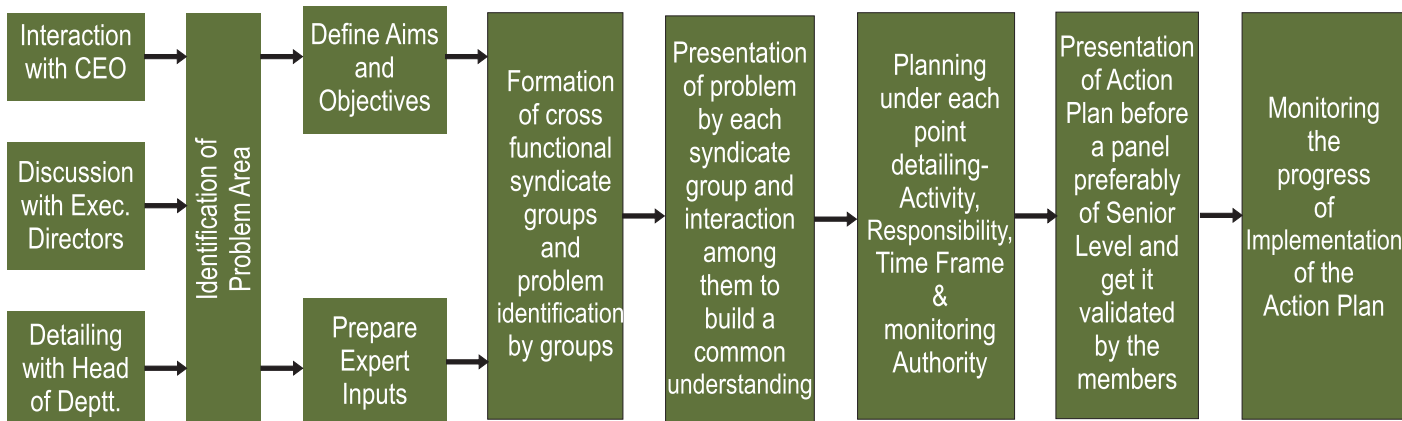 Interaction
with CEO
Discussion
with Exec.
Directors
Detailing
with Head
of Deptt.
Identification of
Problem Area
Define Aims
and
Objectives
Prepare
Expert
Inputs
Formation
of cross
functional
syndicate
groups
and
problem
identification
by groups
Presentation
of problem
by each
syndicate
group and
interaction
among
them to
build a
common
understanding
Planning
under each
point
detailing-
Activity,
Responsibility,
Time Frame
&
monitoring
Authority
Presentation
of Action
Plan before
a panel
preferably
of Senior
Level and
get it
validated
by the
members
Monitoring
the
progress
of
Implementation
of the
Action Plan